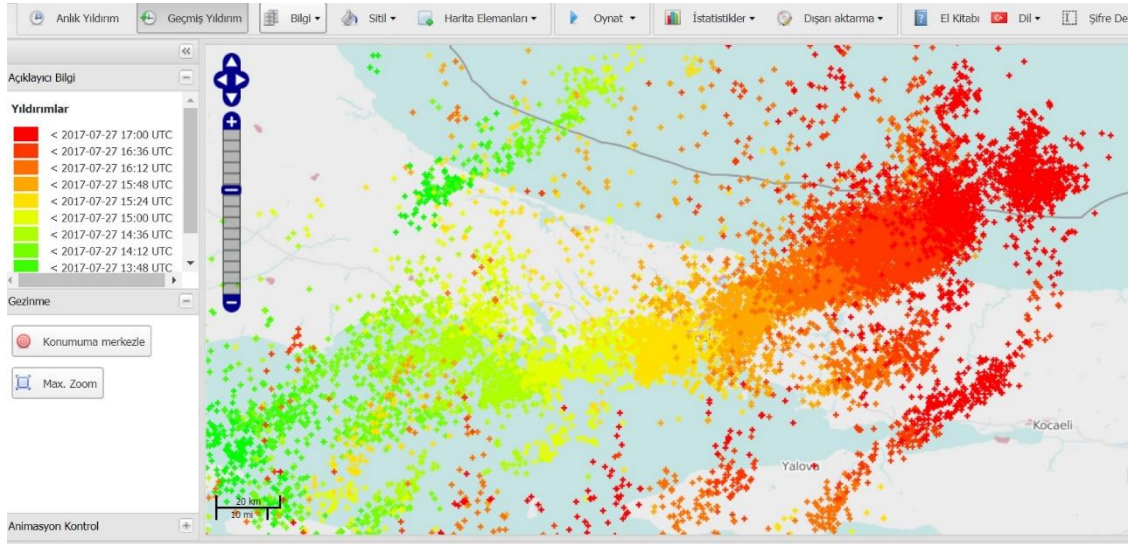 Anlık Yıldırım Geçmiş Yıldırım Bilgi Sitil Harita Elemanları Oynat İstatistikler Dışarı aktarma El Kitabı Dil Şifre De
Açıklayıcı Bilgi
Yıldırımlar
< 2017-07-27 17:00 UTC
< 2017-07-27 16:36 UTC
< 2017-07-27 16:12 UTC
< 2017-07-27 15:48 UTC
< 2017-07-27 15:24 UTC
< 2017-07-27 15:00 UTC
< 2017-07-27 14:36 UTC
< 2017-07-27 14:12 UTC
< 2017-07-27 13:48 UTC
Gezinme
Konumuma merkezle
Max. Zoom
Animasyon Kontrol
Kocaeli
Yalova
20 km
10 mi